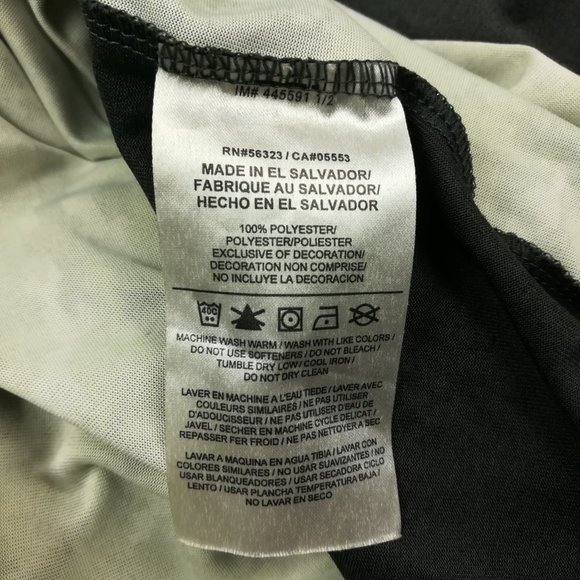 IM# 445591 1/2
RN#56323 / CA#05553
MADE IN EL SALVADOR/
FABRIQUE AU SALVADOR/
HECHO EN EL SALVADOR
100% POLYESTER/
POLYESTER/POLIESTER
EXCLUSIVE OF DECORATION/
DECORATION NON COMPRISE/
NO INCLUYE LA DECORACION
40C
MACHINE WASH WARM / WASH WITH LIKE COLORS /
DO NOT USE SOFTENERS / DO NOT BLEACH /
TUMBLE DRY LOW / COOL IRON /
DO NOT DRY CLEAN
LAVER EN MACHINE A L'EAU TIEDE / LAVER AVEC
COULEURS SIMILAIRES / NE PAS UTILISER
D'ADOUCISSEUR / NE PAS UTILISER D'EAU DE
JAVEL / SECHER EN MACHINE CYCLE DELICAT /
REPASSER FER FROID / NE PAS NETTOYER A SEC
LAVAR A MAQUINA EN AGUA TIBIA / LAVAR CON
COLORES SIMILARES / NO USAR SUAVIZANTES / NO
USAR BLANQUEADORES / USAR SECADORA CICLO
LENTO / USAR PLANCHA TEMPERATURA BAJA /
NO LAVAR EN SECO